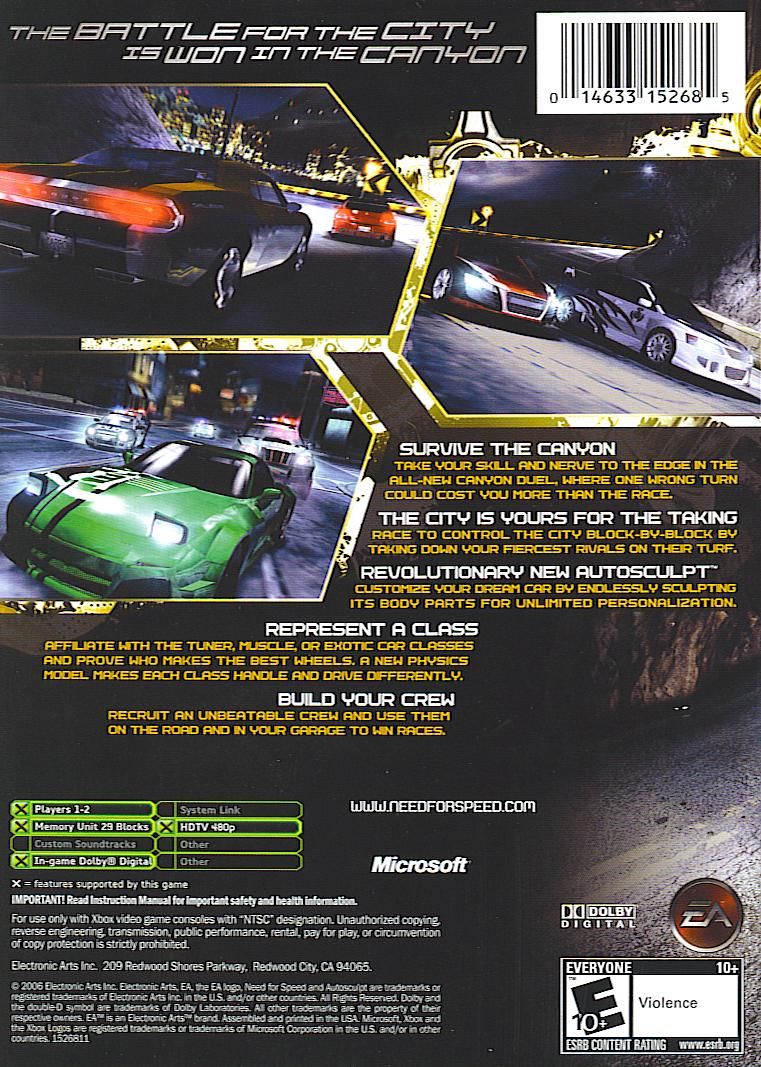 THE BATTLE FOR THE CITY
IS WON IN THE CANYON
0 14633 15268 5
SURVIVE THE CANYON
TAKE YOUR SKILL AND NERVE TO THE EDGE IN THE
ALL-NEW CANYON DUEL, WHERE ONE WRONG TURN
COULD COST YOU MORE THAN THE RACE.
THE CITY IS YOURS FOR THE TAKING
RACE TO CONTROL THE CITY BLOCK-BY-BLOCK BY
TAKING DOWN YOUR FIERCEST RIVALS ON THEIR TURF.
REVOLUTIONARY NEW AUTOSCULPT™
CUSTOMIZE YOUR DREAM CAR BY ENDLESSLY SCULPTING
ITS BODY PARTS FOR UNLIMITED PERSONALIZATION.
REPRESENT A CLASS
AFFILIATE WITH THE TUNER, MUSCLE, OR EXOTIC CAR CLASSES
AND PROVE WHO MAKES THE BEST WHEELS. A NEW PHYSICS
MODEL MAKES EACH CLASS HANDLE AND DRIVE DIFFERENTLY.
BUILD YOUR CREW
RECRUIT AN UNBEATABLE CREW AND USE THEM
ON THE ROAD AND IN YOUR GARAGE TO WIN RACES.
X Players 1-2 System Link
X Memory Unit 29 Blocks X HDTV 480p
Custom Soundtracks Other
X In-game Dolby® Digital Other
X = features supported by this game
WWW.NEEDFORSPEED.COM
Microsoft®
IMPORTANT! Read Instruction Manual for important safety and health information.
For use only with Xbox video game consoles with "NTSC" designation. Unauthorized copying,
reverse engineering, transmission, public performance, rental, pay for play, or circumvention
of copy protection is strictly prohibited.
Electronic Arts Inc. 209 Redwood Shores Parkway, Redwood City, CA 94065.
© 2006 Electronic Arts Inc. Electronic Arts, EA, the EA logo, Need for Speed and Autosculpt are trademarks or
registered trademarks of Electronic Arts Inc. in the U.S. and/or other countries. All Rights Reserved. Dolby and
the double-D symbol are trademarks of Dolby Laboratories. All other trademarks are the property of their
respective owners. EA™ is an Electronic Arts™ brand. Assembled and printed in the USA. Microsoft, Xbox and
the Xbox Logos are registered trademarks or trademarks of Microsoft Corporation in the U.S. and/or in other
countries. 1526811
DOLBY
DIGITAL
EA
EVERYONE 10+
E
10+
Violence
ESRB CONTENT RATING www.esrb.org